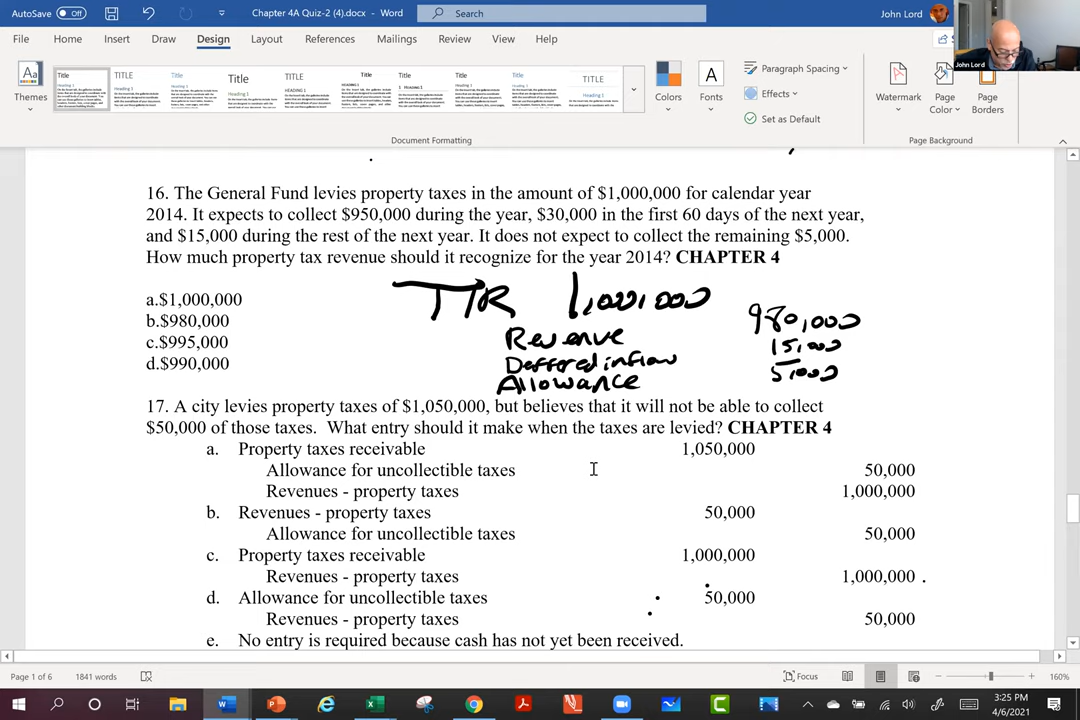 AutoSave Off Chapter 4A Quiz-2 (4).docx - Word Search John Lord
File Home Insert Draw Design Layout References Mailings Review View Help
John Lord
Themes Title TITLE Title Title TITLE Title Title Title TITLE Colors Fonts Paragraph Spacing Effects Set as Default Watermark Page Color Page Borders
Document Formatting Page Background
16. The General Fund levies property taxes in the amount of $1,000,000 for calendar year
2014. It expects to collect $950,000 during the year, $30,000 in the first 60 days of the next year,
and $15,000 during the rest of the next year. It does not expect to collect the remaining $5,000.
How much property tax revenue should it recognize for the year 2014? CHAPTER 4
a.$1,000,000
b.$980,000
c.$995,000
d.$990,000
1,000,000
Revenue 980,000
Deffered inflow 15,000
Allowance 5,000
17. A city levies property taxes of $1,050,000, but believes that it will not be able to collect
$50,000 of those taxes. What entry should it make when the taxes are levied? CHAPTER 4
a. Property taxes receivable 1,050,000
Allowance for uncollectible taxes 50,000
Revenues - property taxes 1,000,000
b. Revenues - property taxes 50,000
Allowance for uncollectible taxes 50,000
c. Property taxes receivable 1,000,000
Revenues - property taxes 1,000,000 .
d. Allowance for uncollectible taxes 50,000
Revenues - property taxes 50,000
e. No entry is required because cash has not yet been received.
Page 1 of 6 1841 words Focus 160%
3:25 PM
4/6/2021